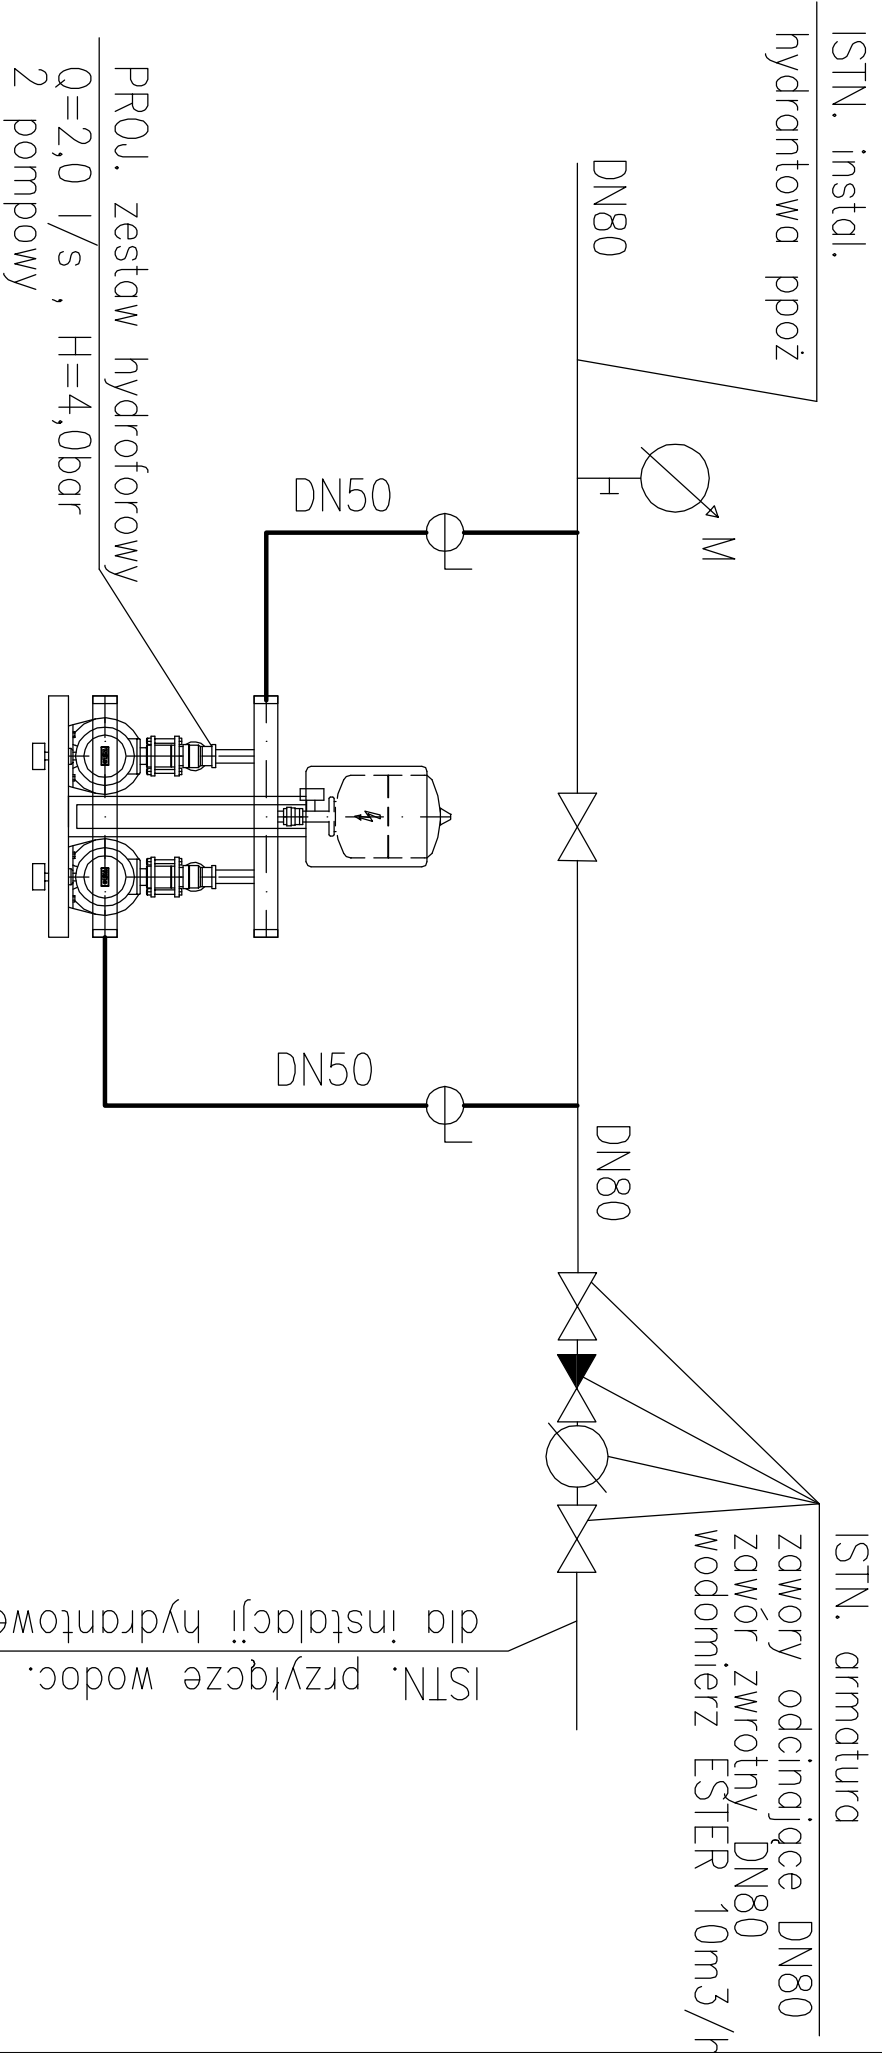 ISTN. instal.
hydrantowa ppoż
DN80
M
PROJ. zestaw hydroforowy
Q=2,0 l/s , H=4,0bar
2 pompowy
DN50
DN50
DN80
ISTN. armatura
zawory odcinające DN80
zawór zwrotny DN80
wodomierz ESTER 10m3/h
ISTN. przyłącze wodoc.
dla instalacji hydrantowe